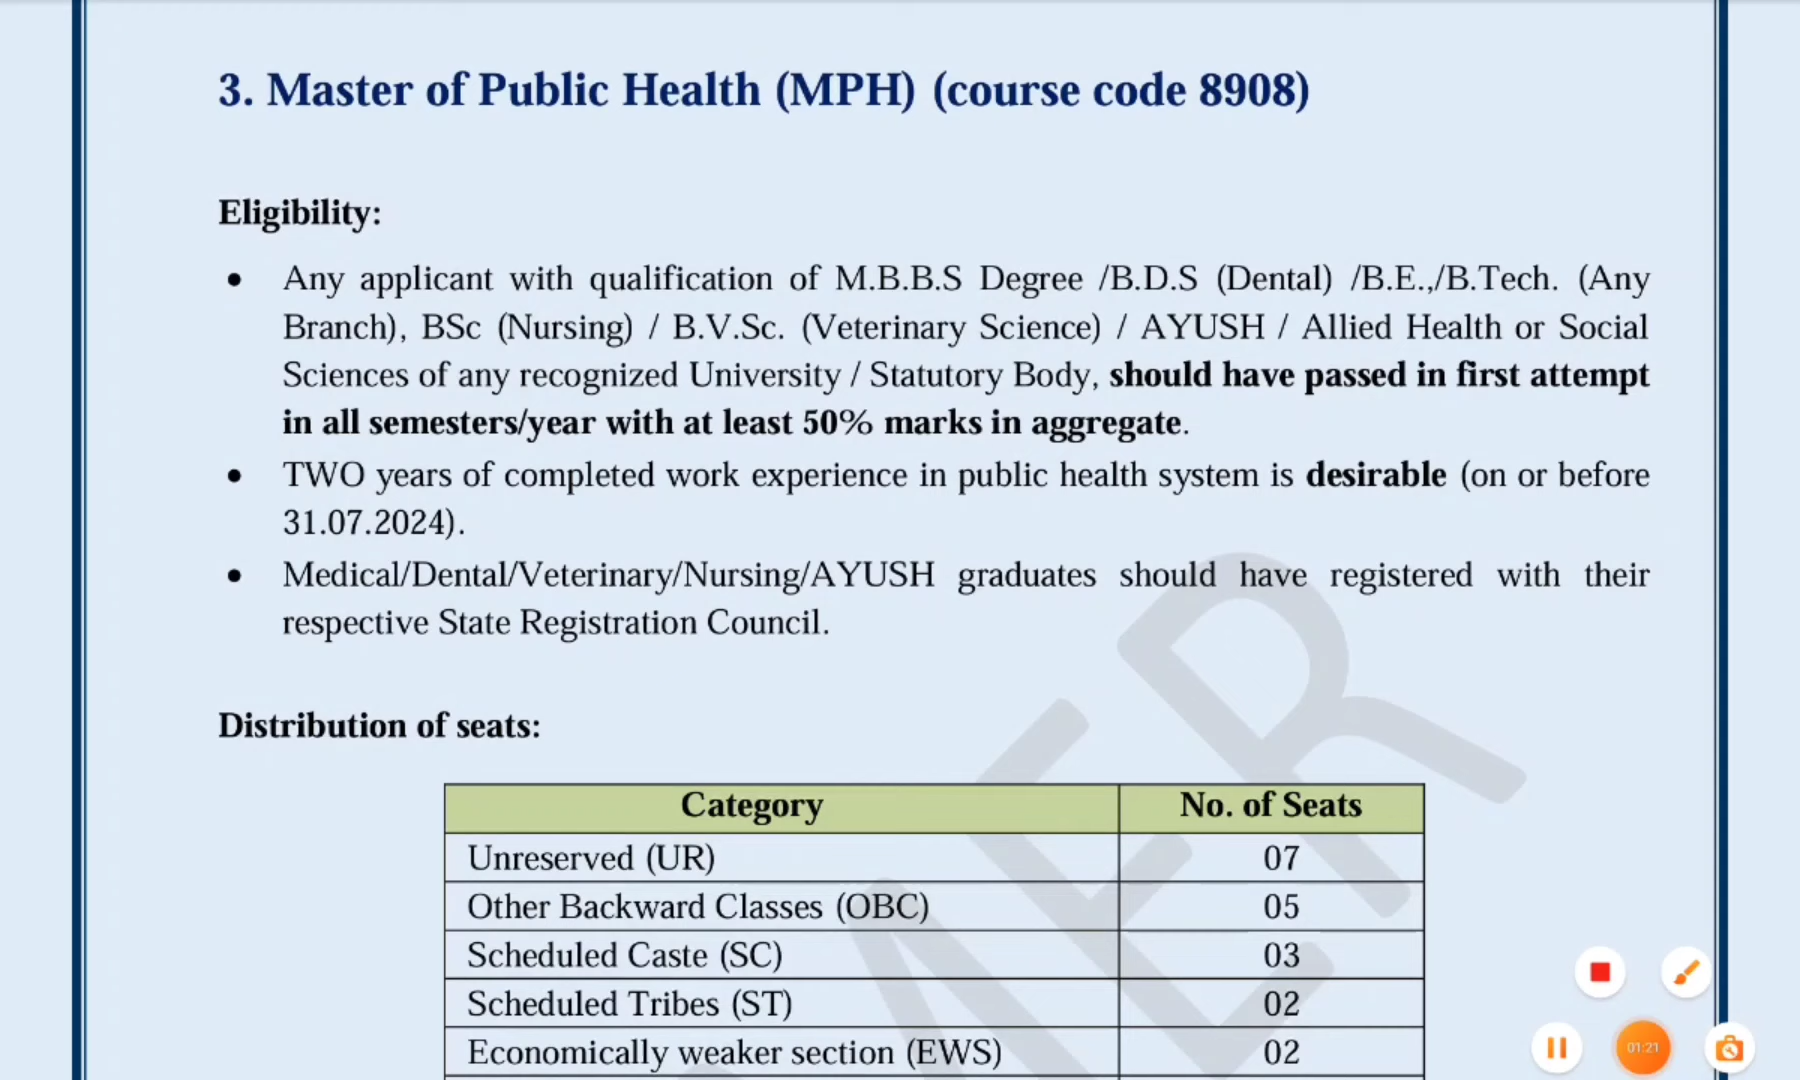 3. Master of Public Health (MPH) (course code 8908)
Eligibility:
• Any applicant with qualification of M.B.B.S Degree /B.D.S (Dental) /B.E.,/B.Tech. (Any
Branch), BSc (Nursing) / B.V.Sc. (Veterinary Science) / AYUSH / Allied Health or Social
Sciences of any recognized University / Statutory Body, should have passed in first attempt
in all semesters/year with at least 50% marks in aggregate.
• TWO years of completed work experience in public health system is desirable (on or before
31.07.2024).
• Medical/Dental/Veterinary/Nursing/AYUSH graduates should have registered with their
respective State Registration Council.
Distribution of seats:
Category No. of Seats
Unreserved (UR) 07
Other Backward Classes (OBC) 05
Scheduled Caste (SC) 03
Scheduled Tribes (ST) 02
Economically weaker section (EWS) 02
MER
01:21